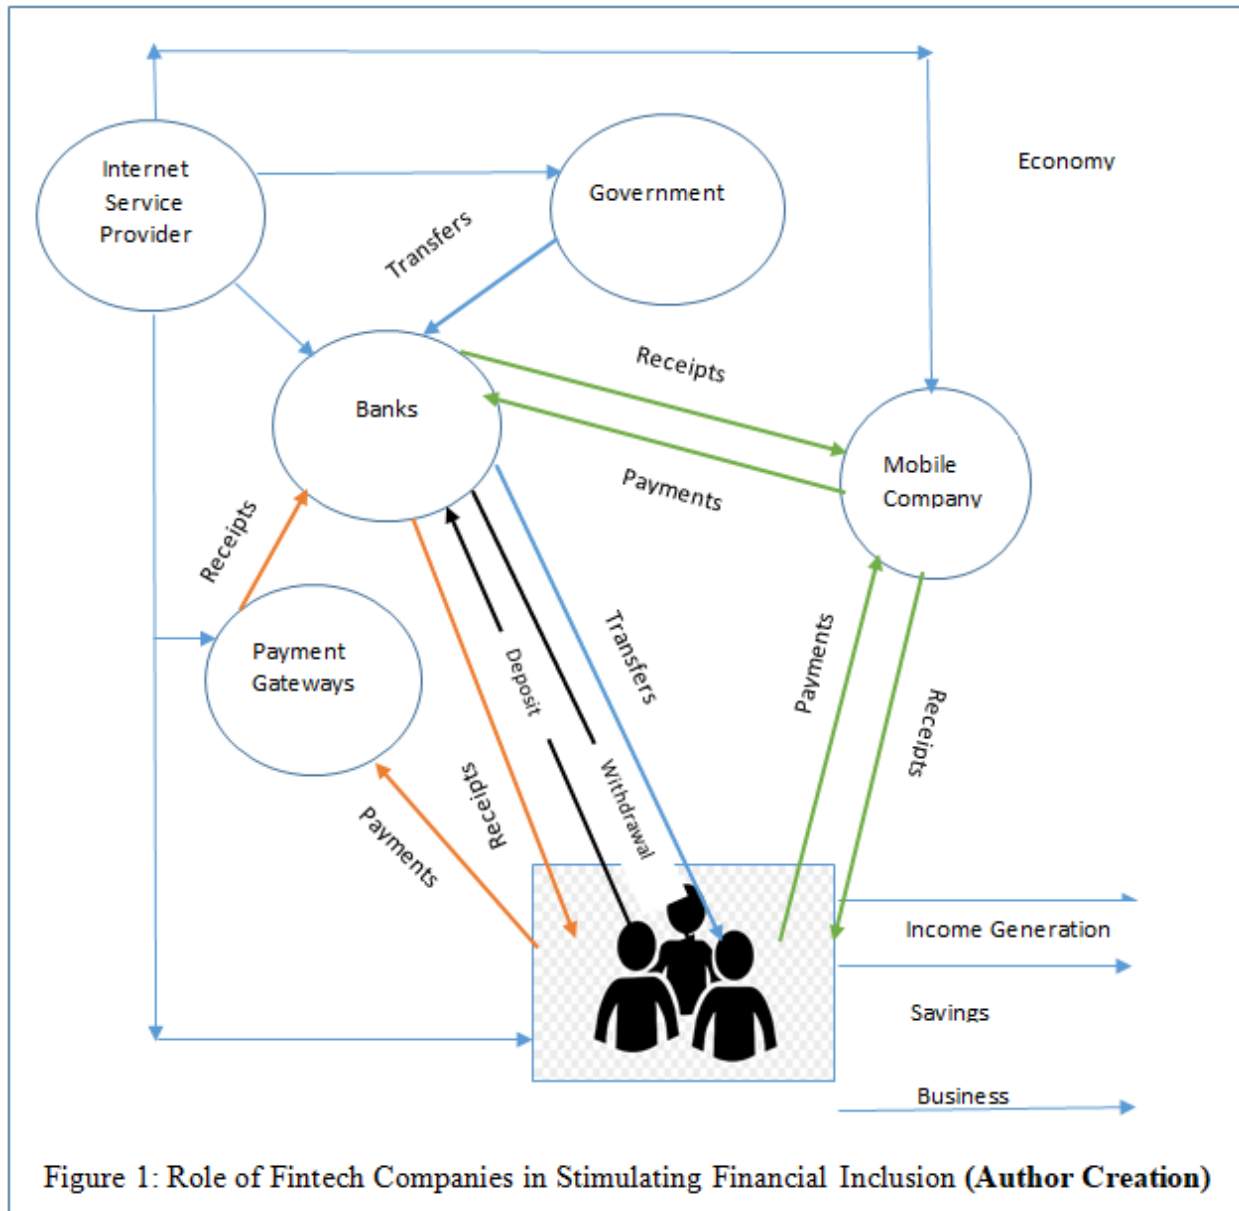 Internet
Service
Provider
Government
Economy
Transfers
Banks
Receipts
Payments
Mobile
Company
Receipts
Payment
Gateways
Deposit
Transfers
Payments
Receipts
Receipts
Withdrawal
Payments
Income Generation
Savings
Business
Figure 1: Role of Fintech Companies in Stimulating Financial Inclusion (Author Creation)